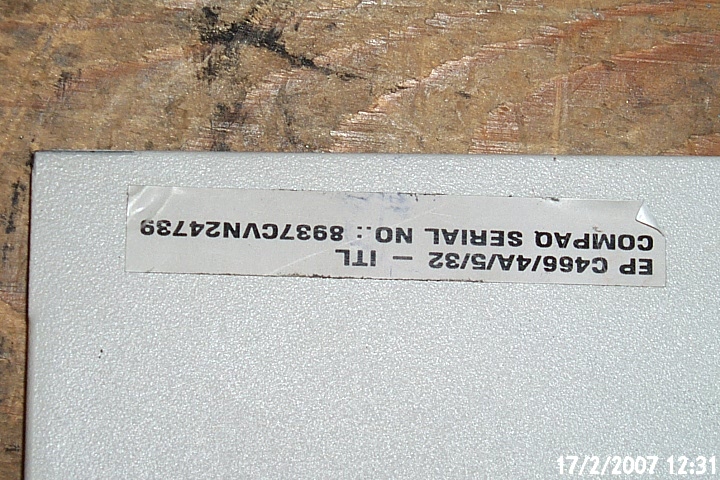 EP C466/4A/5/32 – ITL
COMPAQ SERIAL NO.: 8937CVN24739
17/2/2007 12:31